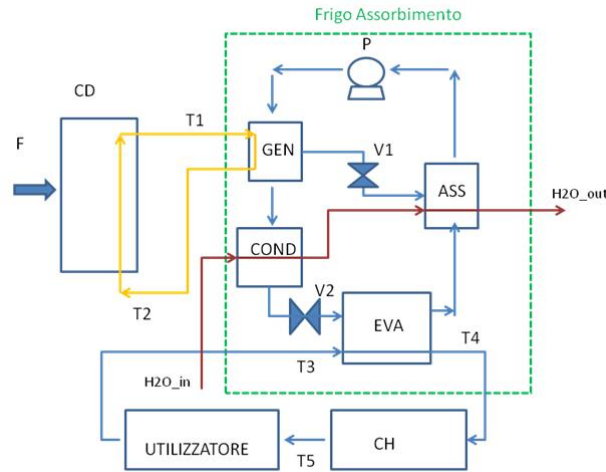 Frigo Assorbimento
P
CD
T1
F
GEN
V1
ASS
H2O_out
COND
V2
T2
EVA
T4
T3
H2O_in
UTILIZZATORE
T5
CH